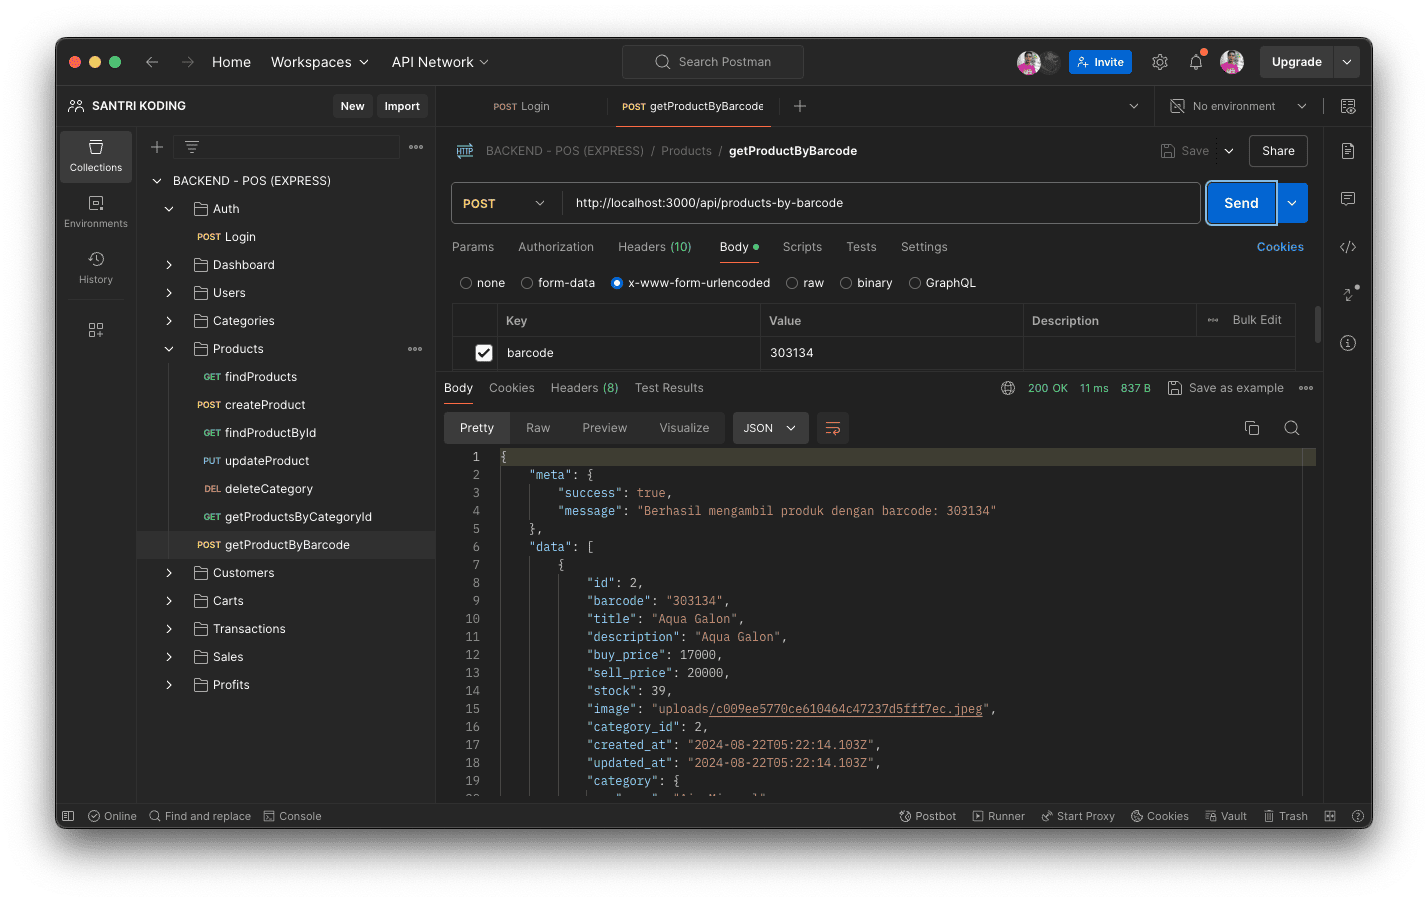 Home Workspaces API Network Search Postman Invite Upgrade
SANTRI KODING New Import
POST Login POST getProductByBarcode No environment
Collections
Environments
History
BACKEND - POS (EXPRESS)
Auth
POST Login
Dashboard
Users
Categories
Products
GET findProducts
POST createProduct
GET findProductById
PUT updateProduct
DEL deleteCategory
GET getProductsByCategoryId
POST getProductByBarcode
Customers
Carts
Transactions
Sales
Profits
HTTP BACKEND - POS (EXPRESS) / Products / getProductByBarcode Save Share
POST http://localhost:3000/api/products-by-barcode Send
Params Authorization Headers (10) Body Scripts Tests Settings Cookies
none form-data x-www-form-urlencoded raw binary GraphQL
Key Value Description Bulk Edit
barcode 303134
Body Cookies Headers (8) Test Results 200 OK 11 ms 837 B Save as example
Pretty Raw Preview Visualize JSON
1 {
2 "meta": {
3 "success": true,
4 "message": "Berhasil mengambil produk dengan barcode: 303134"
5 },
6 "data": [
7 {
8 "id": 2,
9 "barcode": "303134",
10 "title": "Aqua Galon",
11 "description": "Aqua Galon",
12 "buy_price": 17000,
13 "sell_price": 20000,
14 "stock": 39,
15 "image": "uploads/c009ee5770ce610464c47237d5fff7ec.jpeg",
16 "category_id": 2,
17 "created_at": "2024-08-22T05:22:14.103Z",
18 "updated_at": "2024-08-22T05:22:14.103Z",
19 "category": {
Online Find and replace Console Postbot Runner Start Proxy Cookies Vault Trash